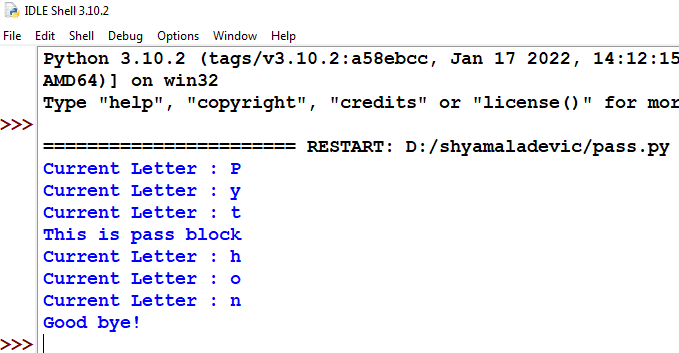 IDLE Shell 3.10.2
File Edit Shell Debug Options Window Help
Python 3.10.2 (tags/v3.10.2:a58ebcc, Jan 17 2022, 14:12:15
AMD64)] on win32
Type "help", "copyright", "credits" or "license()" for mor
>>>
======================= RESTART: D:/shyamaladevic/pass.py
Current Letter : P
Current Letter : y
Current Letter : t
This is pass block
Current Letter : h
Current Letter : o
Current Letter : n
Good bye!
>>>